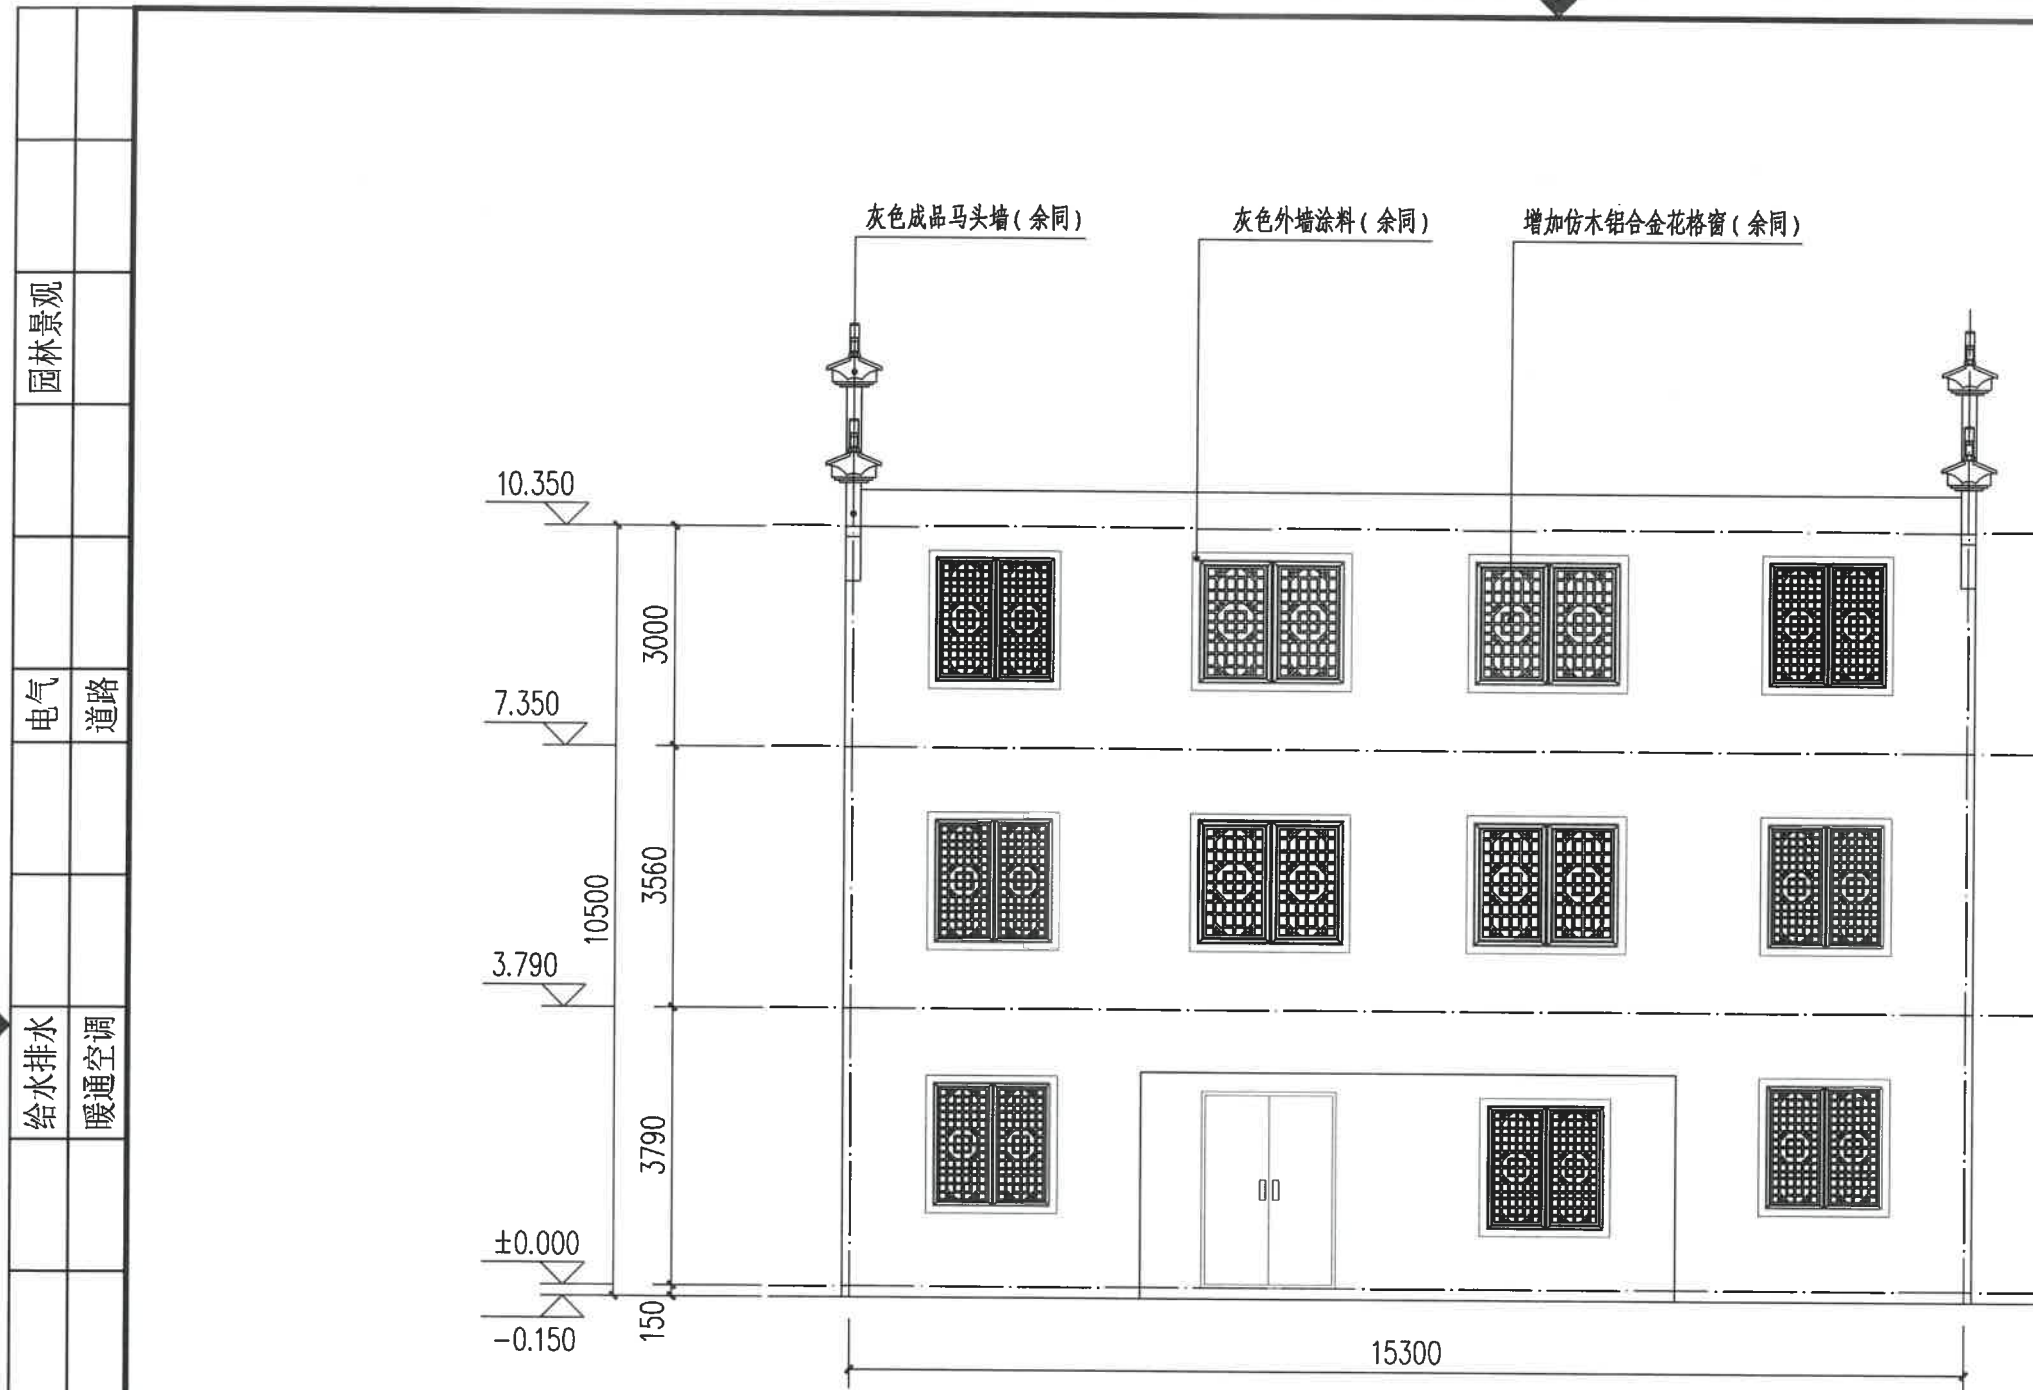 灰色成品马头墙(余同)
灰色外墙涂料(余同)
增加仿木铝合金花格窗(余同)
园林景观
电气
道路
给水排水
暖通空调
10.350
7.350
3.790
±0.000
-0.150
10500
3000
3560
3790
150
15300